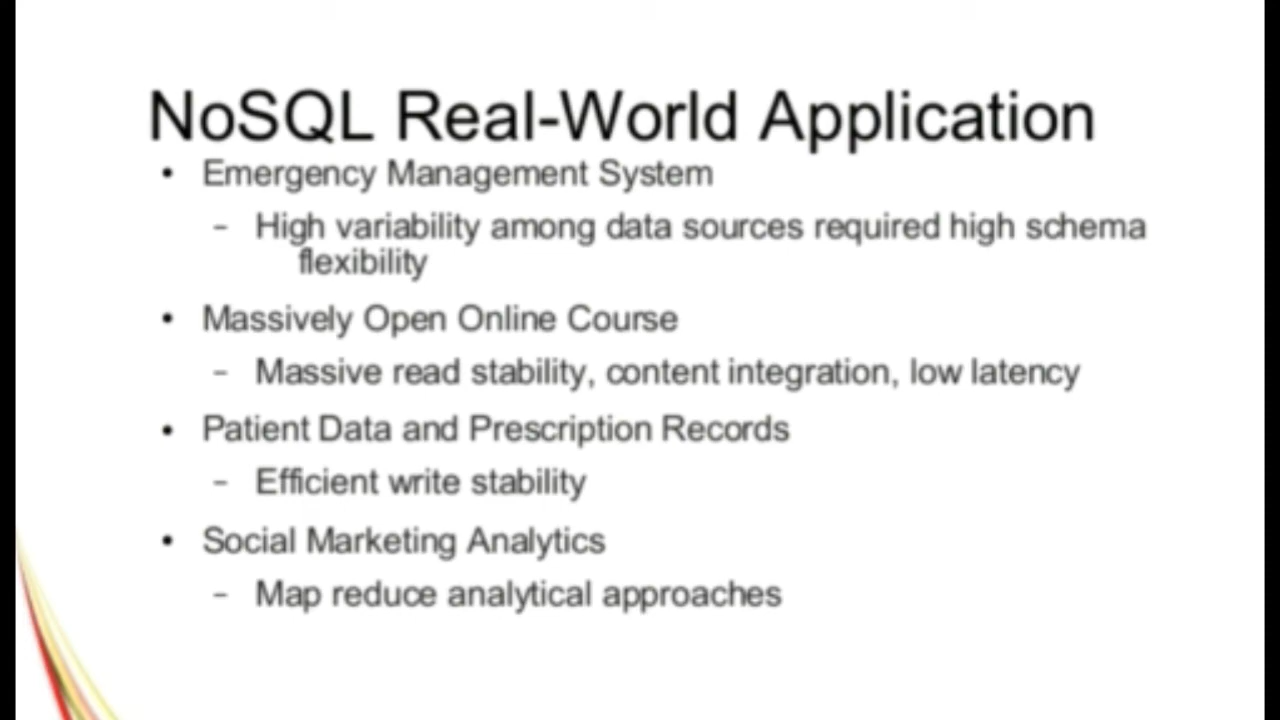 NoSQL Real-World Application
• Emergency Management System
– High variability among data sources required high schema
flexibility
• Massively Open Online Course
– Massive read stability, content integration, low latency
• Patient Data and Prescription Records
– Efficient write stability
• Social Marketing Analytics
– Map reduce analytical approaches